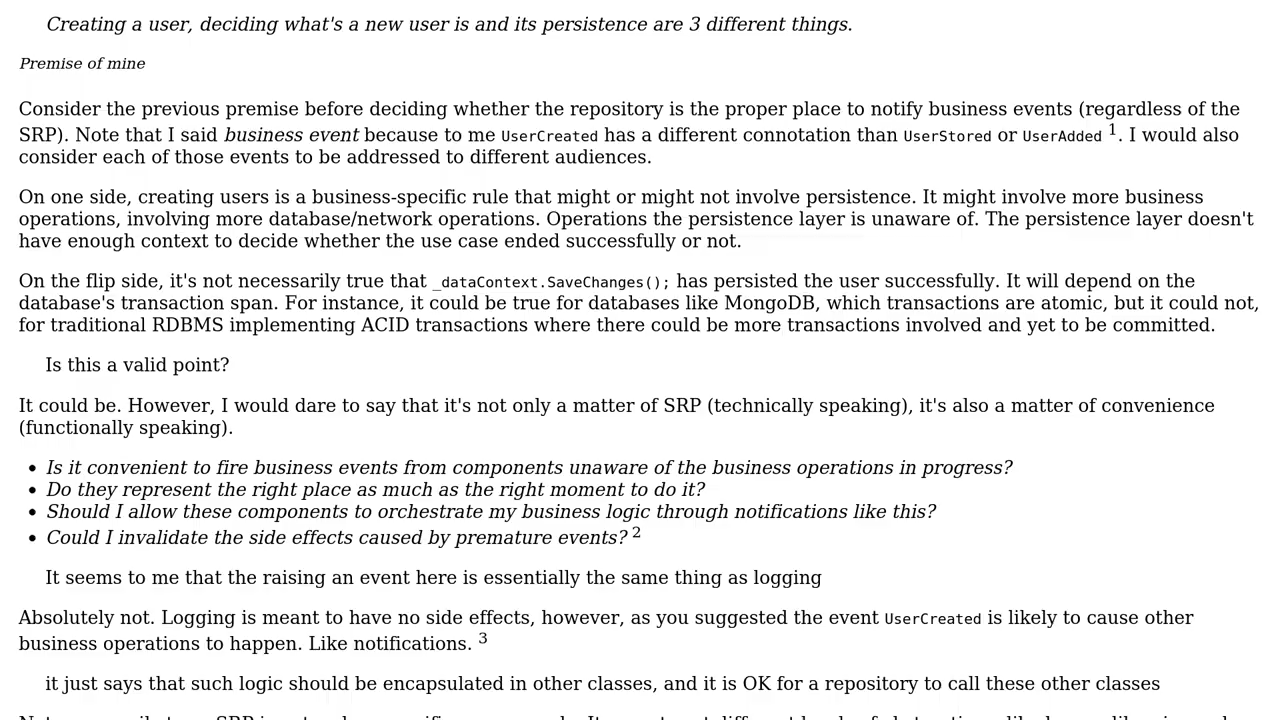 Creating a user, deciding what's a new user is and its persistence are 3 different things.
Premise of mine
Consider the previous premise before deciding whether the repository is the proper place to notify business events (regardless of the
SRP). Note that I said business event because to me UserCreated has a different connotation than UserStored or UserAdded 1. I would also
consider each of those events to be addressed to different audiences.
On one side, creating users is a business-specific rule that might or might not involve persistence. It might involve more business
operations, involving more database/network operations. Operations the persistence layer is unaware of. The persistence layer doesn't
have enough context to decide whether the use case ended successfully or not.
On the flip side, it's not necessarily true that _dataContext.SaveChanges(); has persisted the user successfully. It will depend on the
database's transaction span. For instance, it could be true for databases like MongoDB, which transactions are atomic, but it could not,
for traditional RDBMS implementing ACID transactions where there could be more transactions involved and yet to be committed.
Is this a valid point?
It could be. However, I would dare to say that it's not only a matter of SRP (technically speaking), it's also a matter of convenience
(functionally speaking).
• Is it convenient to fire business events from components unaware of the business operations in progress?
• Do they represent the right place as much as the right moment to do it?
• Should I allow these components to orchestrate my business logic through notifications like this?
• Could I invalidate the side effects caused by premature events? 2
It seems to me that the raising an event here is essentially the same thing as logging
Absolutely not. Logging is meant to have no side effects, however, as you suggested the event UserCreated is likely to cause other
business operations to happen. Like notifications. 3
it just says that such logic should be encapsulated in other classes, and it is OK for a repository to call these other classes